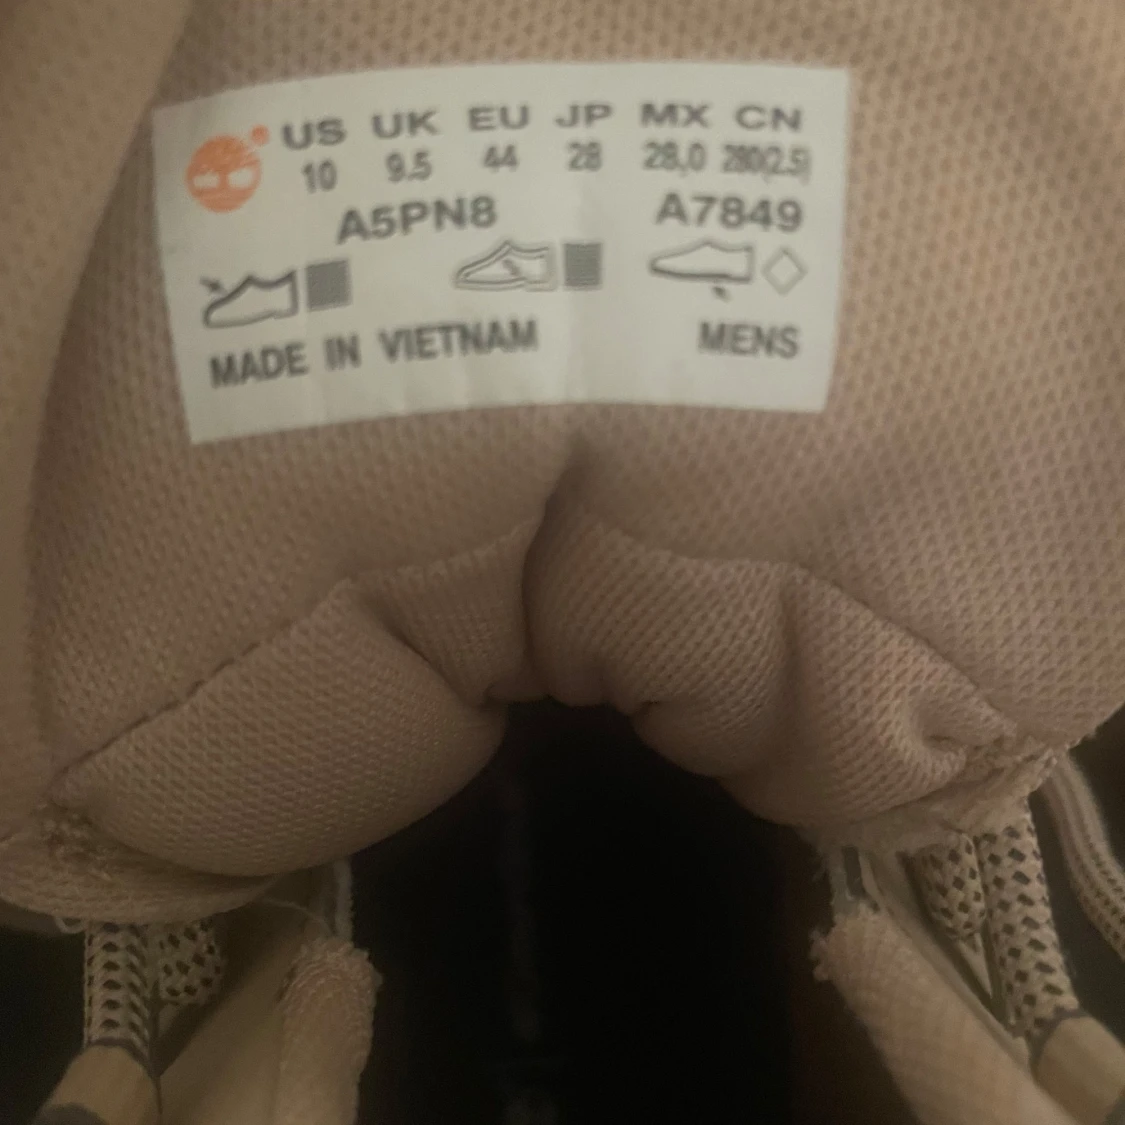 US UK EU JP MX CN
10 9.5 44 28 28,0 280(2.5)
A5PN8 A7849
MADE IN VIETNAM MENS